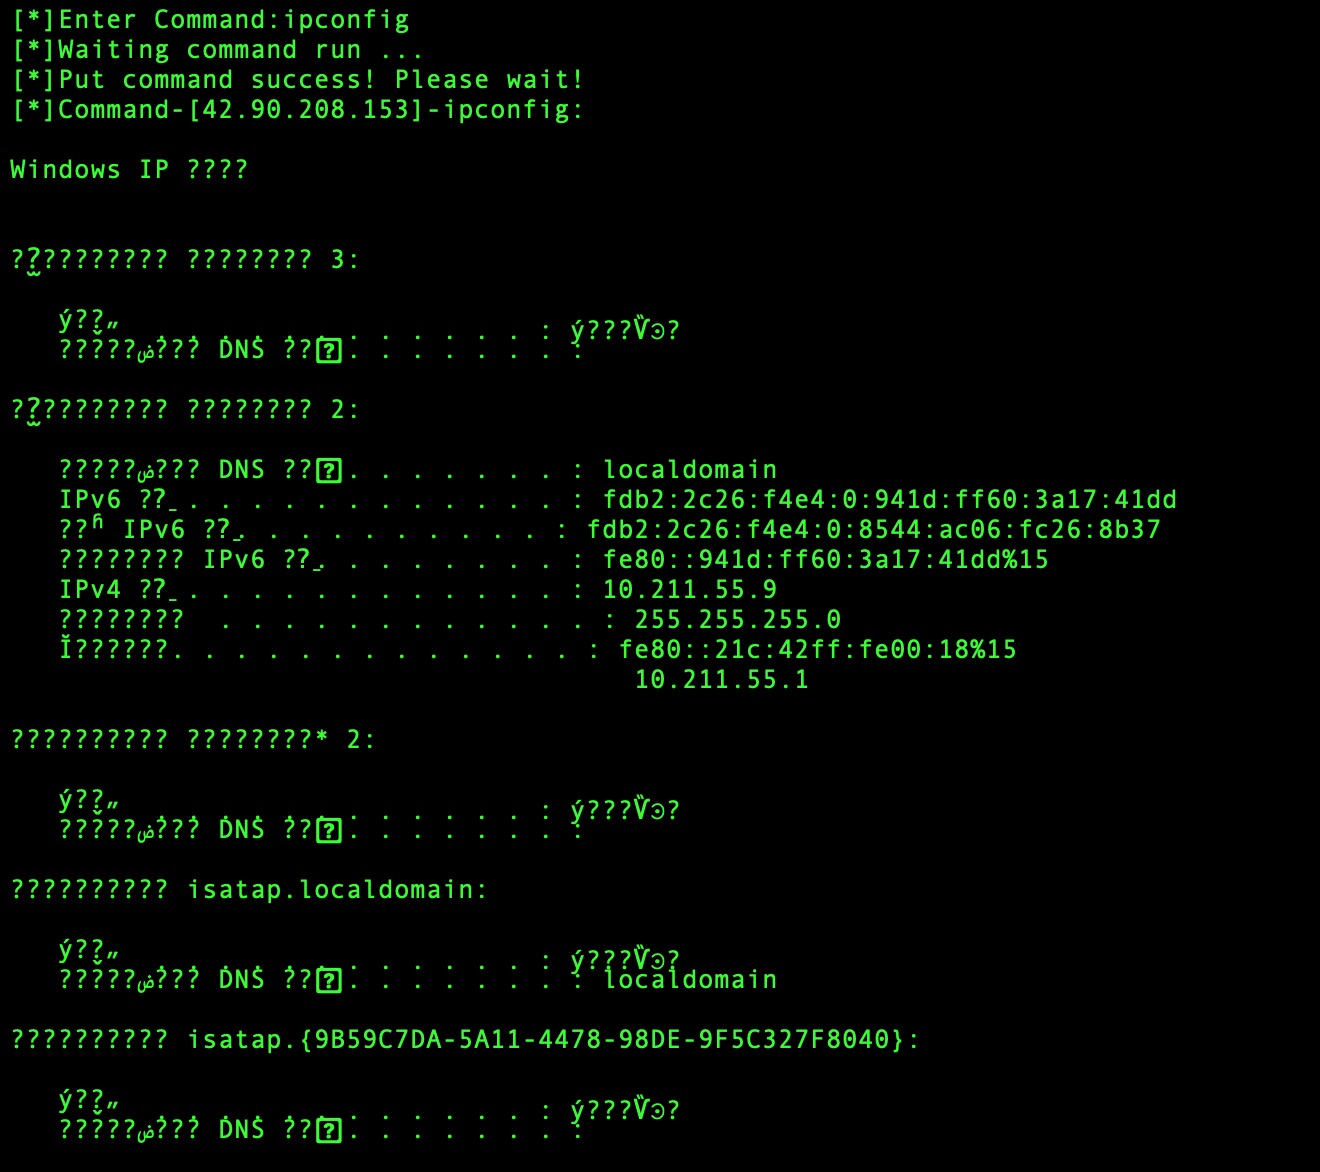 [*]Enter Command:ipconfig
[*]Waiting command run ...
[*]Put command success! Please wait!
[*]Command-[42.90.208.153]-ipconfig:
Windows IP ????
?????????? ???????? 3:
ý??„ . . . . . . . . . . . . : ý???Ѷ?
?????ض??? DNS ??. . . . . . . :
?????????? ???????? 2:
?????ض??? DNS ??. . . . . . . : localdomain
IPv6 ??_. . . . . . . . . . . . : fdb2:2c26:f4e4:0:941d:ff60:3a17:41dd
??ʱ IPv6 ??_. . . . . . . . . . : fdb2:2c26:f4e4:0:8544:ac06:fc26:8b37
???????? IPv6 ??_. . . . . . . . : fe80::941d:ff60:3a17:41dd%15
IPv4 ??_. . . . . . . . . . . . : 10.211.55.9
???????? . . . . . . . . . . . . : 255.255.255.0
Ĭ??????. . . . . . . . . . . . . : fe80::21c:42ff:fe00:18%15
10.211.55.1
?????????? ????????* 2:
ý??„ . . . . . . . . . . . . : ý???Ѷ?
?????ض??? DNS ??. . . . . . . :
?????????? isatap.localdomain:
ý??„ . . . . . . . . . . . . : ý???Ѷ?
?????ض??? DNS ??. . . . . . . : localdomain
?????????? isatap.{9B59C7DA-5A11-4478-98DE-9F5C327F8040}:
ý??„ . . . . . . . . . . . . : ý???Ѷ?
?????ض??? DNS ??. . . . . . . :